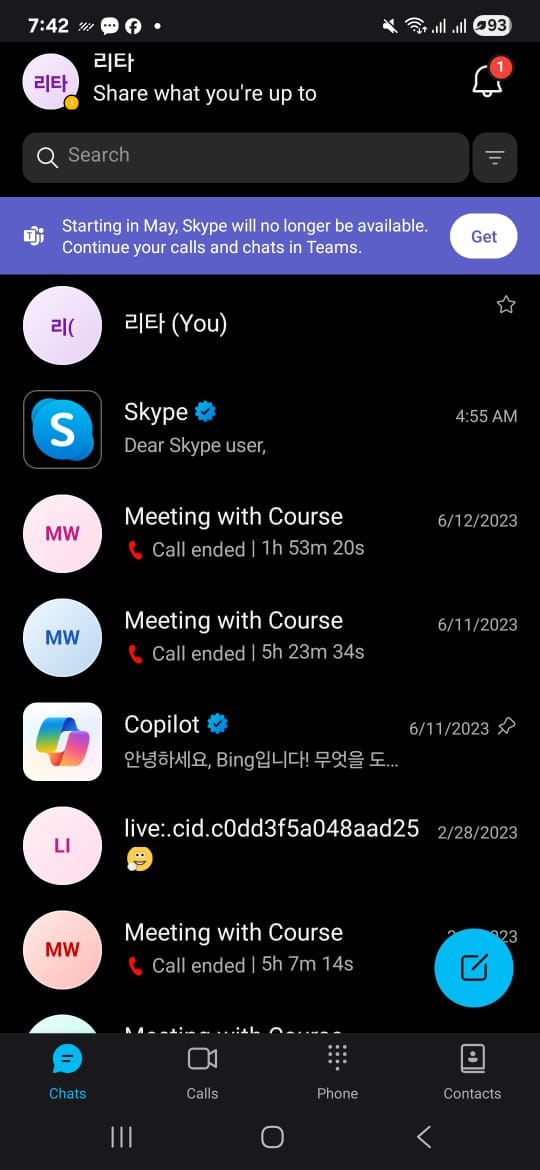 7:42
93
리타
리타
Share what you're up to
1
Search
Starting in May, Skype will no longer be available.
Continue your calls and chats in Teams.
Get
리(
리타 (You)
S
Skype
4:55 AM
Dear Skype user,
MW
Meeting with Course
6/12/2023
Call ended | 1h 53m 20s
MW
Meeting with Course
6/11/2023
Call ended | 5h 23m 34s
Copilot
6/11/2023
안녕하세요, Bing입니다! 무엇을 도...
LI
live:.cid.c0dd3f5a048aad25
2/28/2023
MW
Meeting with Course
Call ended | 5h 7m 14s
Meeting with Course
Chats
Calls
Phone
Contacts